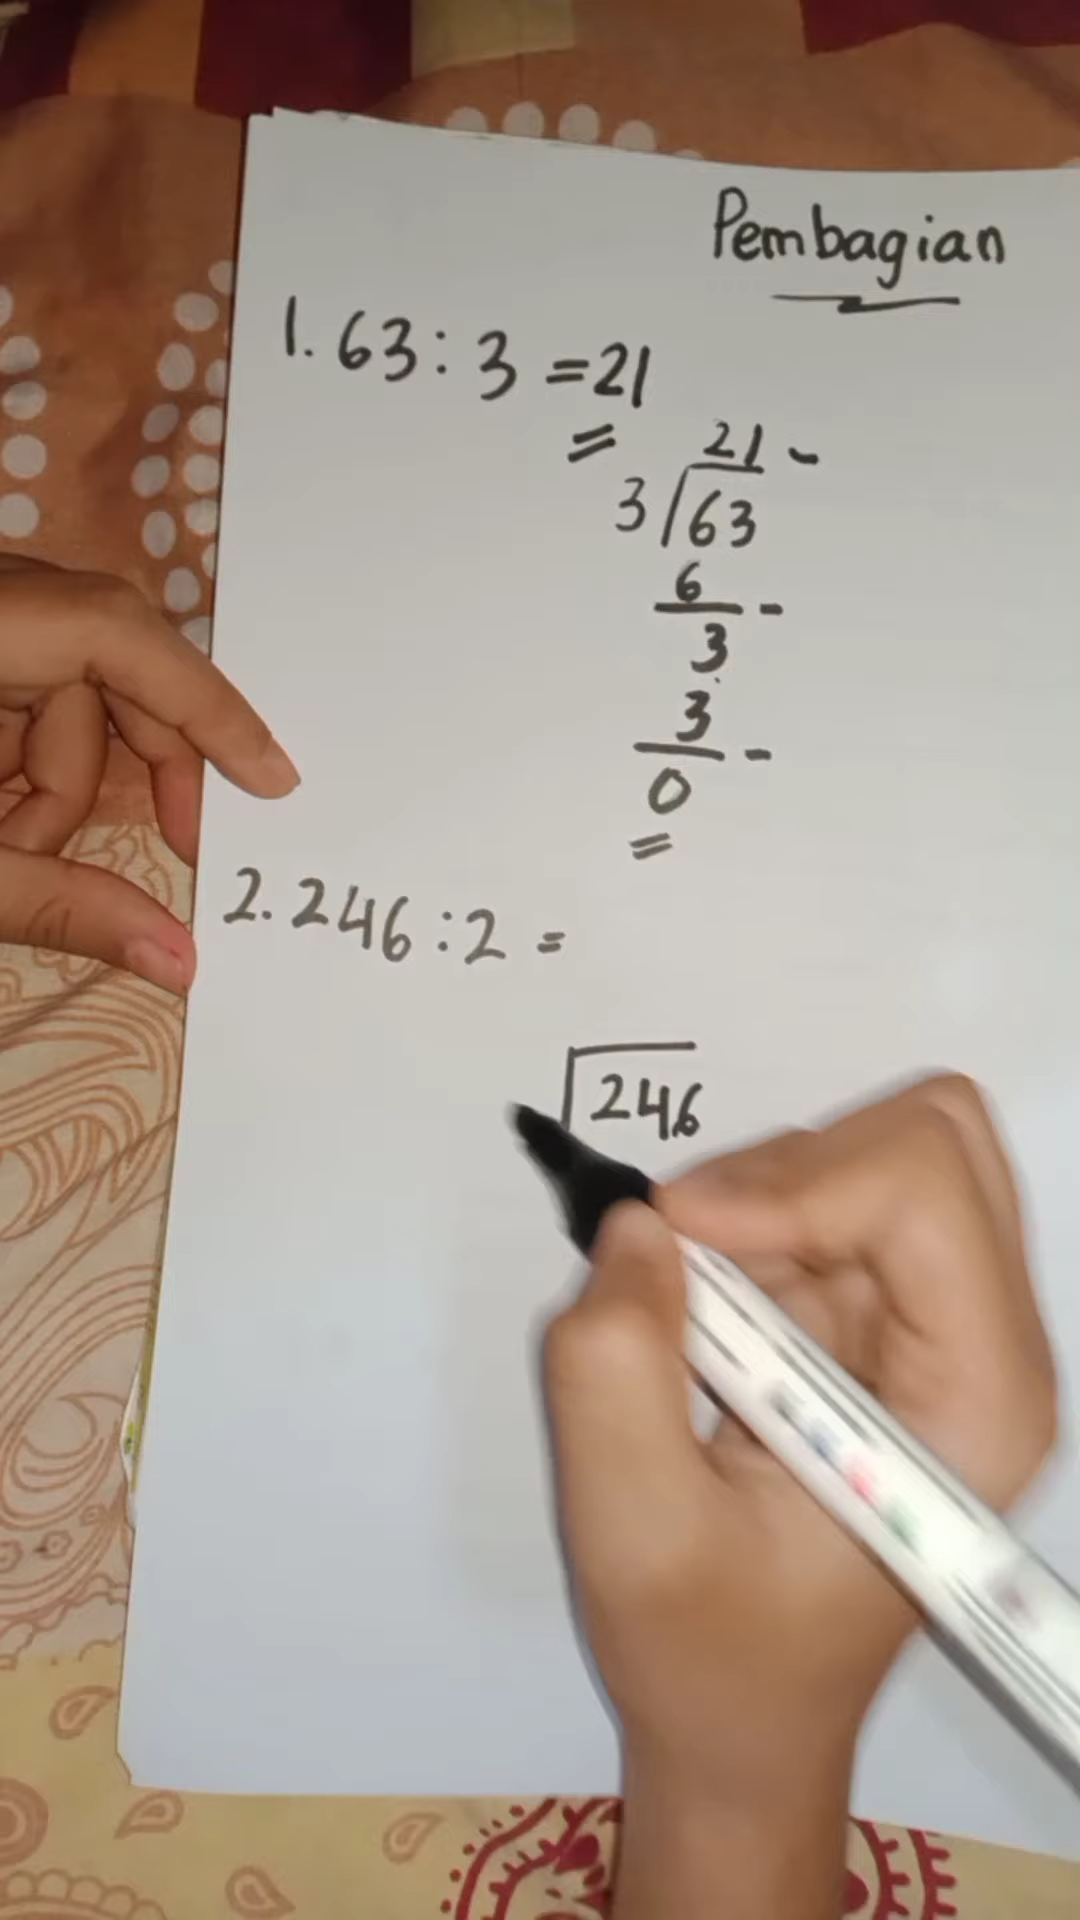 Pembagian
1. 63 : 3 = 21
=
21 -
3 / 63
6 -
3
3 -
0
=
2. 246 : 2 =
246